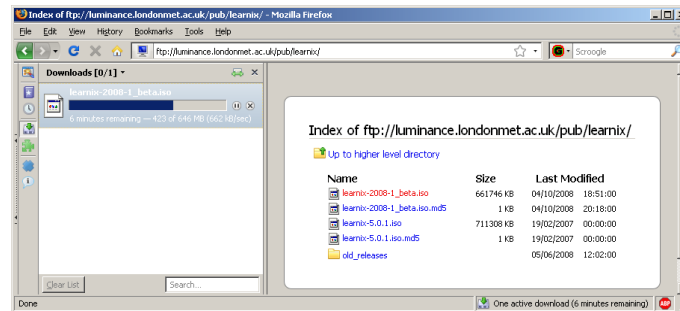 Index of ftp://luminance.londonmet.ac.uk/pub/learnix/ - Mozilla Firefox
File Edit View History Bookmarks Tools Help
ftp://luminance.londonmet.ac.uk/pub/learnix/
Scroogle
Downloads [0/1]
learnix-2008-1_beta.iso
6 minutes remaining — 423 of 646 MB (662 kB/sec)
Clear List
Search...
Index of ftp://luminance.londonmet.ac.uk/pub/learnix/
Up to higher level directory
Name Size Last Modified
learnix-2008-1_beta.iso 661746 KB 04/10/2008 18:51:00
learnix-2008-1_beta.iso.md5 1 KB 04/10/2008 20:18:00
learnix-5.0.1.iso 711308 KB 19/02/2007 00:00:00
learnix-5.0.1.iso.md5 1 KB 19/02/2007 00:00:00
old_releases 05/06/2008 12:02:00
Done
One active download (6 minutes remaining)
ABP